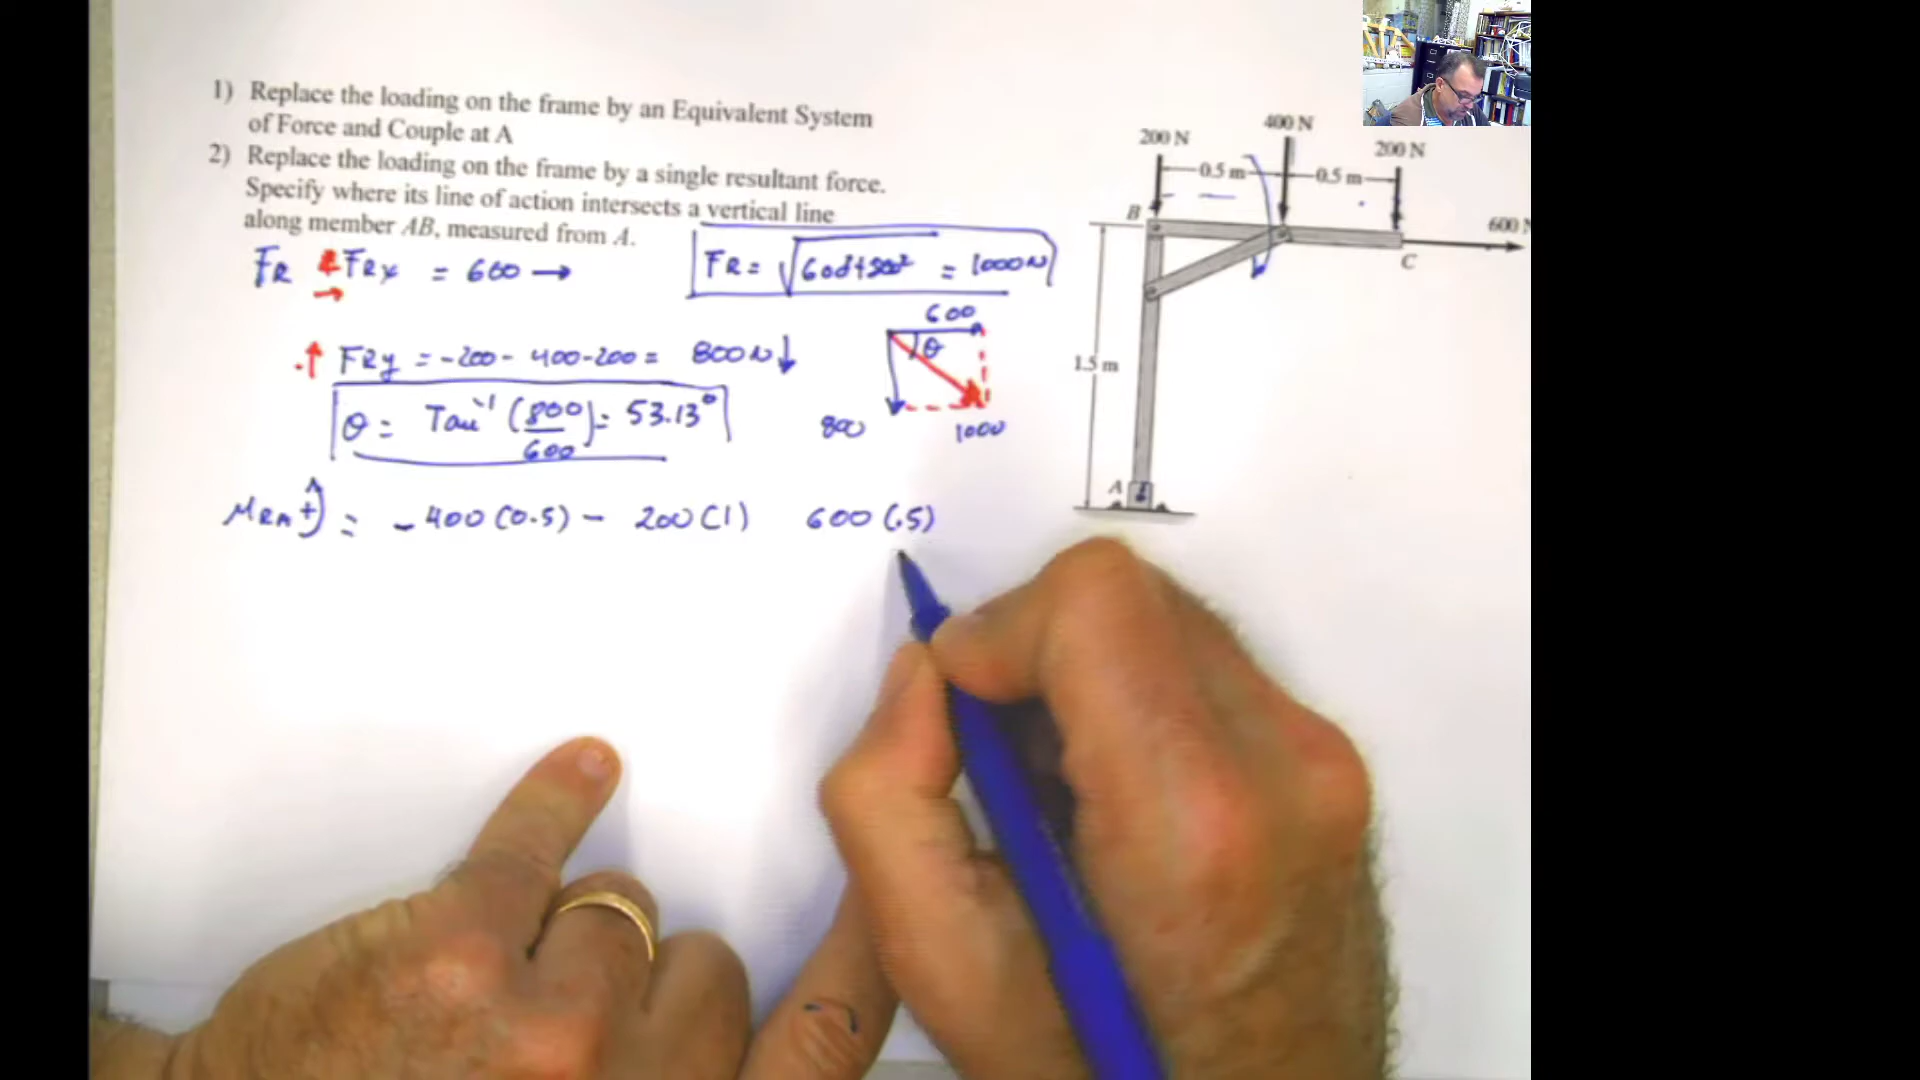 1) Replace the loading on the frame by an Equivalent System
of Force and Couple at A
2) Replace the loading on the frame by a single resultant force.
Specify where its line of action intersects a vertical line
along member AB, measured from A.
FR FRx = 600 →
→
FR = √600²+800² = 1000N
+↑ FRy = -200 - 400 - 200 = 800N ↓
θ = Tan⁻¹ (800/600) = 53.13°
600
θ
800
1000
MRA + = -400 (0.5) - 200 (1) 600 (.5)
200 N
400 N
200 N
0.5 m
0.5 m
B
600 N
C
1.5 m
A